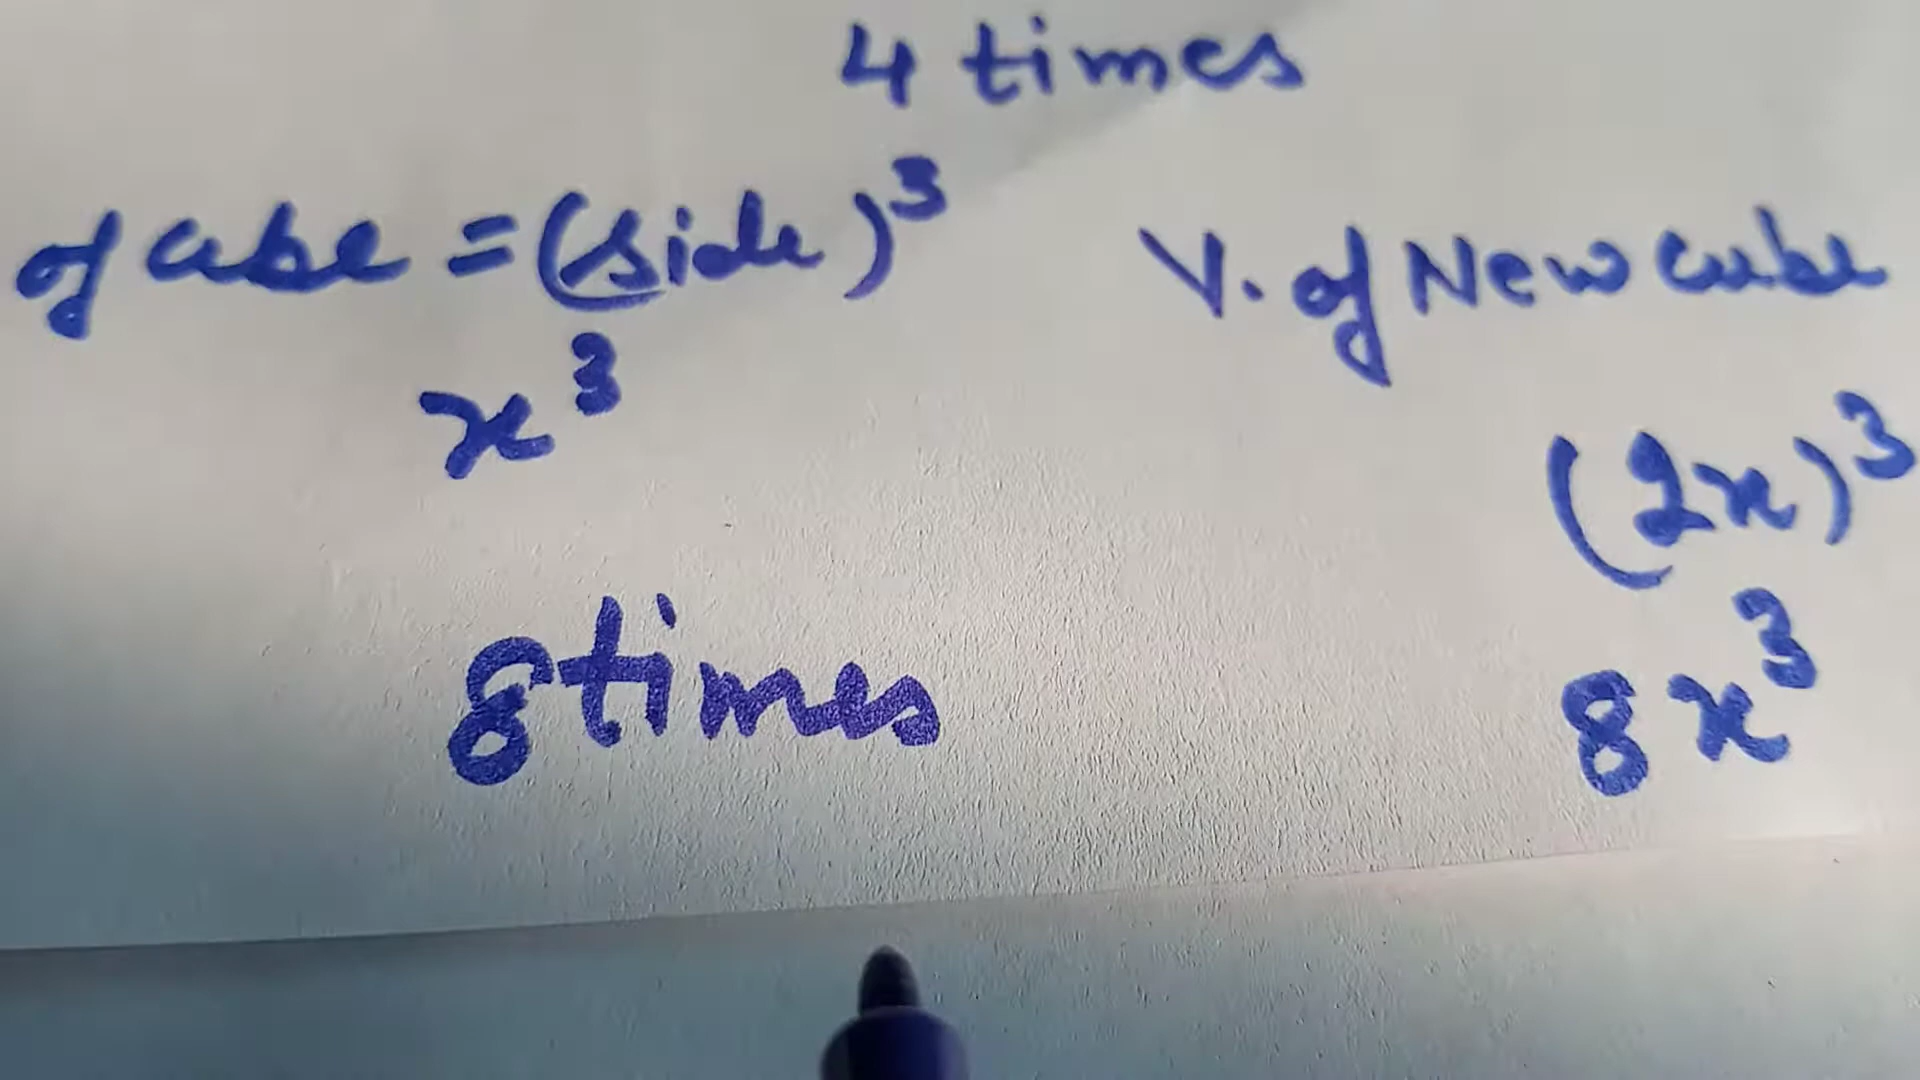 4 times
of cube = (side)³ V. of New cube
x³ (2x)³
8 times 8x³